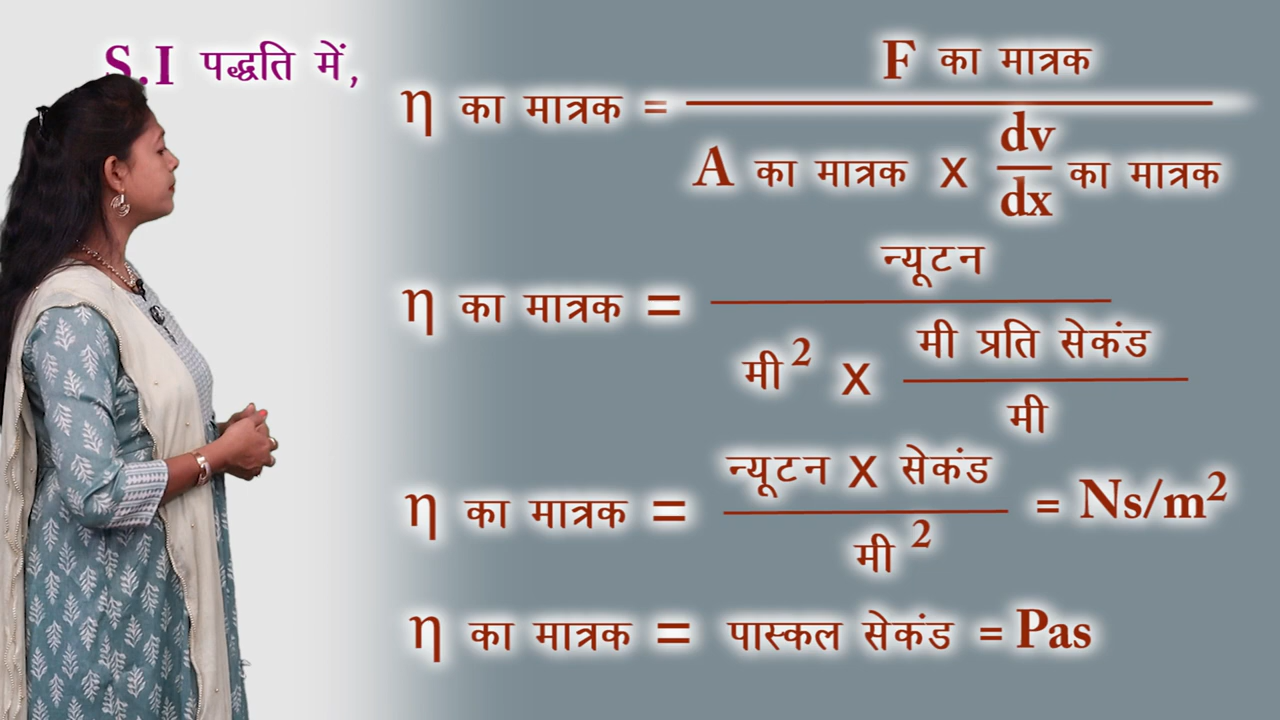 S.I पद्धति में,
F का मात्रक
η का मात्रक =
A का मात्रक X dv/dx का मात्रक
न्यूटन
η का मात्रक =
मी² X मी प्रति सेकंड
मी
न्यूटन X सेकंड
η का मात्रक = = Ns/m²
मी²
η का मात्रक = पास्कल सेकंड = Pas